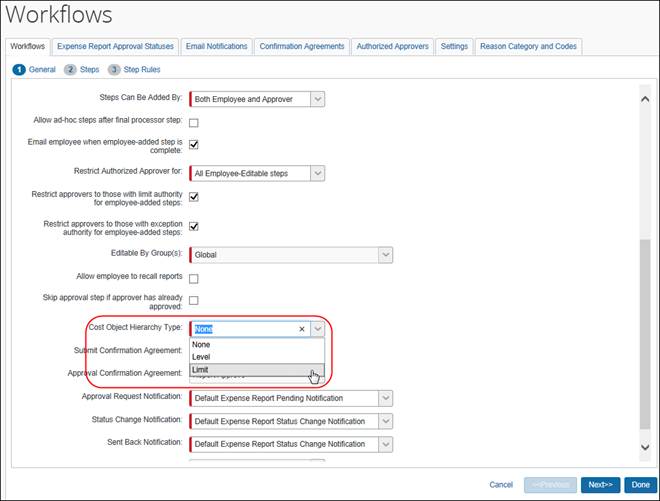 Workflows
Workflows Expense Report Approval Statuses Email Notifications Confirmation Agreements Authorized Approvers Settings Reason Category and Codes
1 General 2 Steps 3 Step Rules
Steps Can Be Added By: Both Employee and Approver
Allow ad-hoc steps after final processor step:
Email employee when employee-added step is
complete:
Restrict Authorized Approver for: All Employee-Editable steps
Restrict approvers to those with limit authority
for employee-added steps:
Restrict approvers to those with exception
authority for employee-added steps:
Editable By Group(s): Global
Allow employee to recall reports
Skip approval step if approver has already
approved:
Cost Object Hierarchy Type: None
None
Submit Confirmation Agreement: Level
Limit
Approval Confirmation Agreement:
Approval Request Notification: Default Expense Report Pending Notification
Status Change Notification: Default Expense Report Status Change Notification
Sent Back Notification: Default Expense Report Status Change Notification
Cancel <<Previous Next>> Done